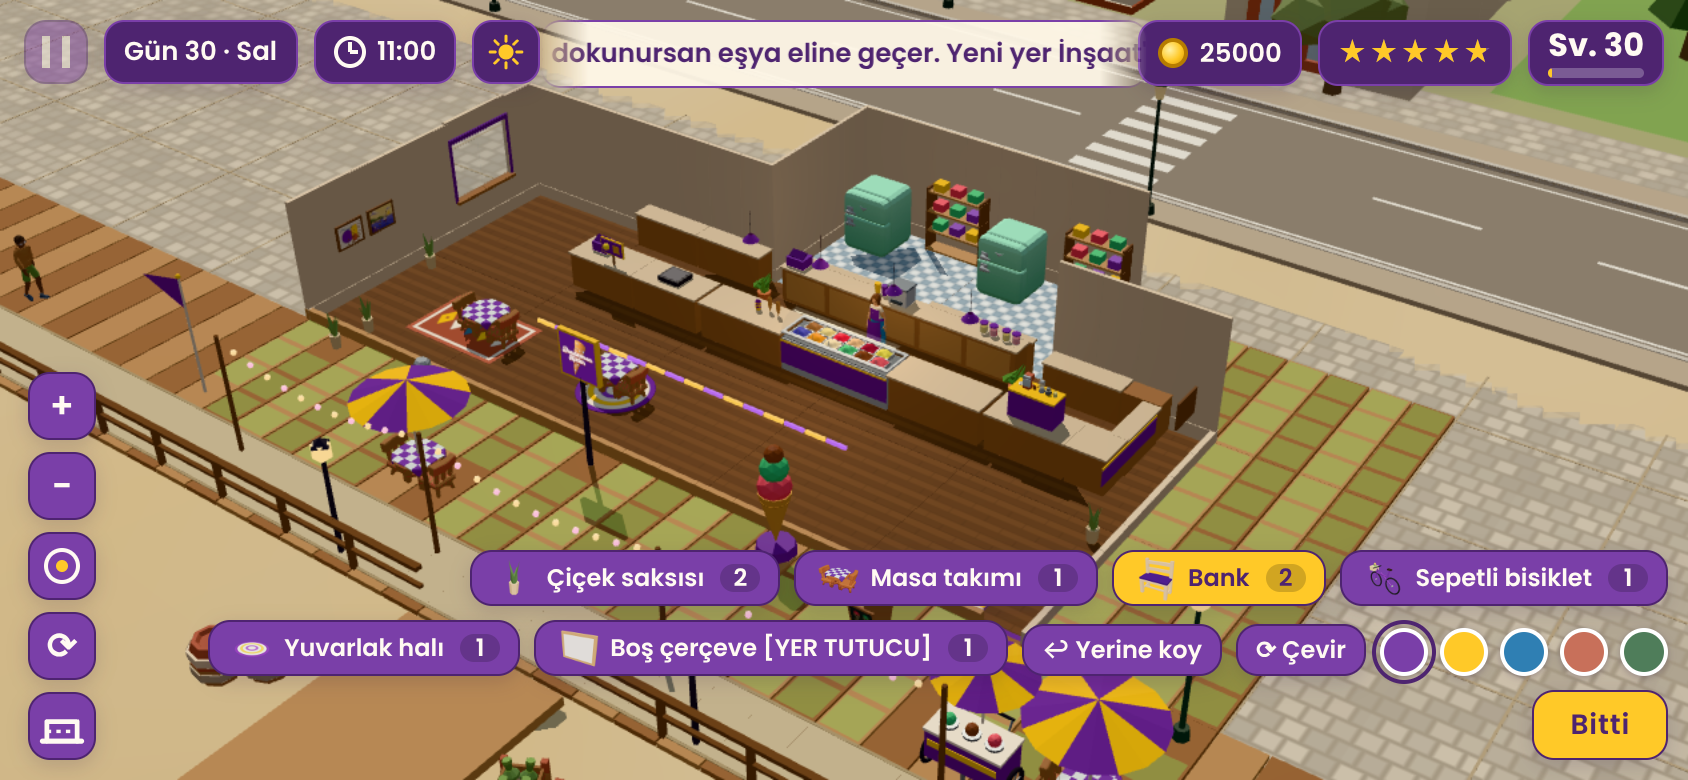 Gün 30 · Sal
11:00
dokunursan eşya eline geçer. Yeni yer İnşaat
25000
Sv. 30
+
-
Çiçek saksısı 2
Masa takımı 1
Bank 2
Sepetli bisiklet 1
Yuvarlak halı 1
Boş çerçeve [YER TUTUCU] 1
Yerine koy
Çevir
Bitti